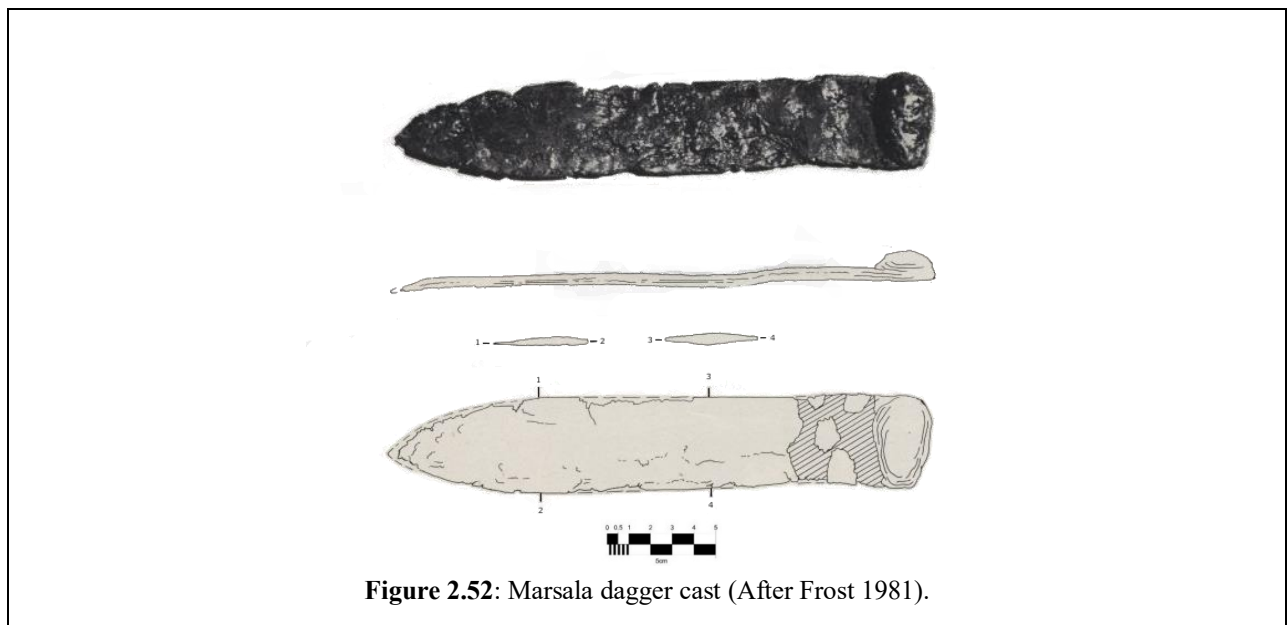 1 2 3 4
1 3
2 4
0 0.5 1 2 3 4 5
5cm
Figure 2.52: Marsala dagger cast (After Frost 1981).